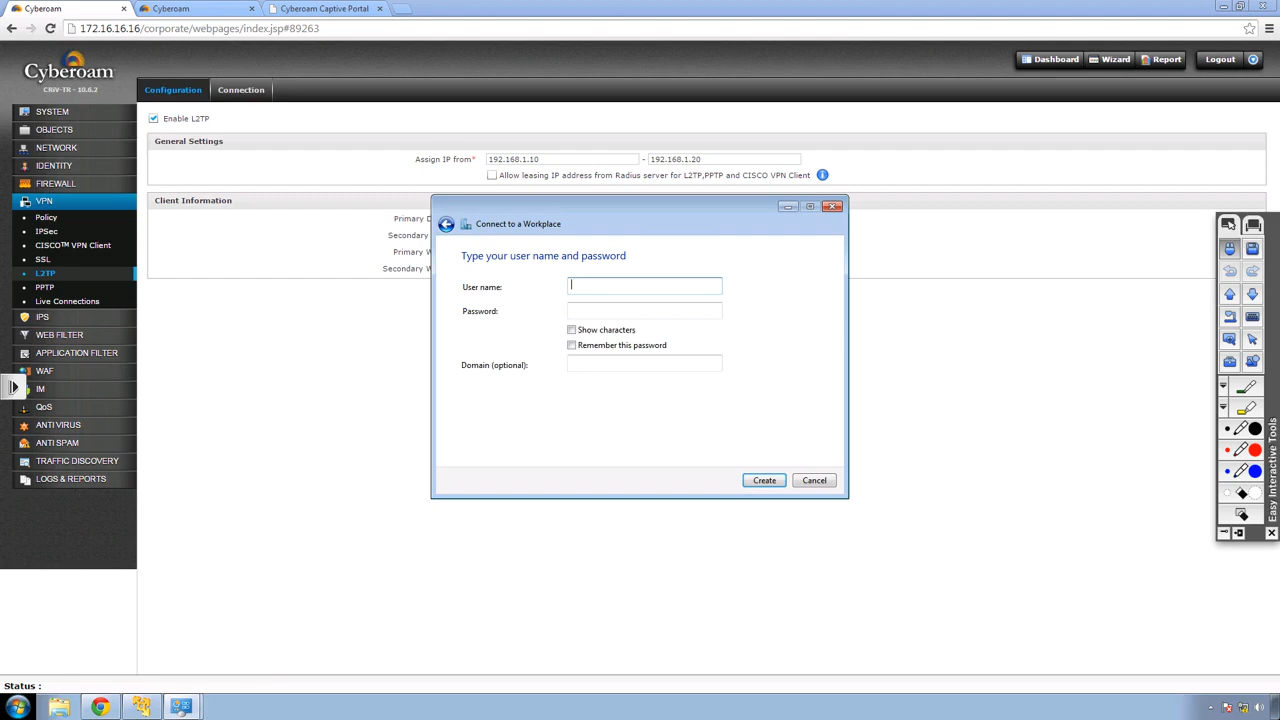 Cyberoam
Cyberoam
Cyberoam Captive Portal
172.16.16.16/corporate/webpages/index.jsp#89263
Cyberoam
CRiV-TR - 10.6.2
Dashboard
Wizard
Report
Logout
Configuration
Connection
SYSTEM
OBJECTS
NETWORK
IDENTITY
FIREWALL
VPN
Policy
IPSec
CISCO™ VPN Client
SSL
L2TP
PPTP
Live Connections
IPS
WEB FILTER
APPLICATION FILTER
WAF
IM
QoS
ANTI VIRUS
ANTI SPAM
TRAFFIC DISCOVERY
LOGS & REPORTS
Enable L2TP
General Settings
Assign IP from* 192.168.1.10 - 192.168.1.20
Allow leasing IP address from Radius server for L2TP,PPTP and CISCO VPN Client
Client Information
Primary D
Secondary
Primary W
Secondary W
Connect to a Workplace
Type your user name and password
User name:
Password:
Show characters
Remember this password
Domain (optional):
Create
Cancel
Easy Interactive Tools
Status :